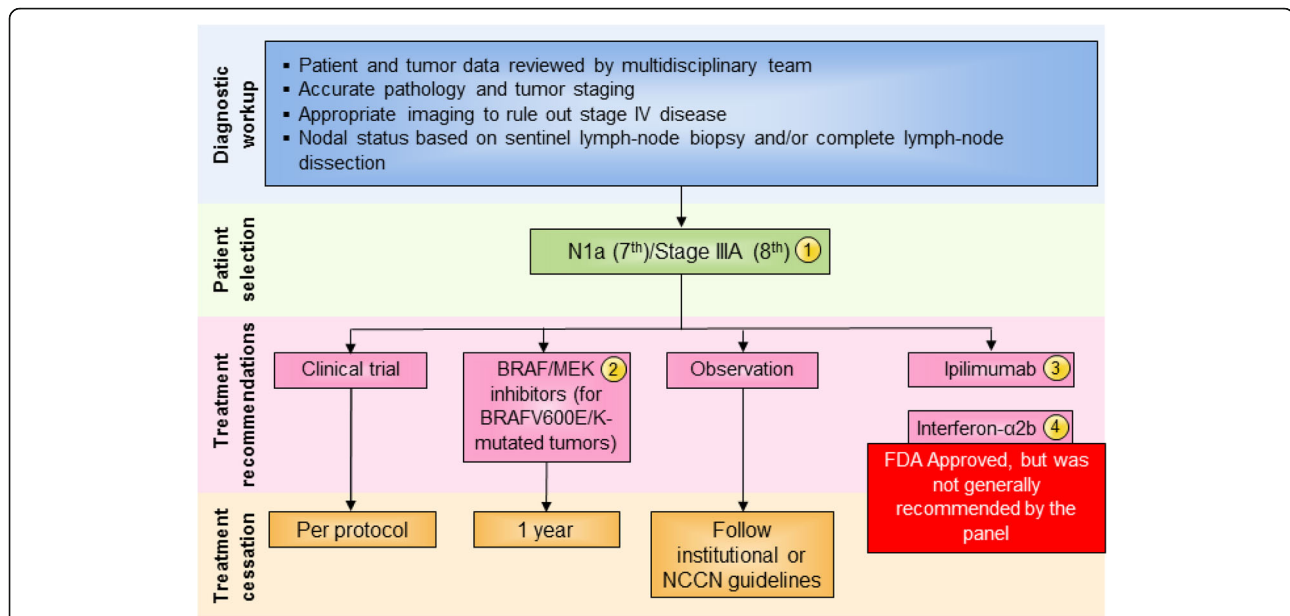 Diagnostic
workup
▪ Patient and tumor data reviewed by multidisciplinary team
▪ Accurate pathology and tumor staging
▪ Appropriate imaging to rule out stage IV disease
▪ Nodal status based on sentinel lymph-node biopsy and/or complete lymph-node
dissection
Patient
selection
N1a (7th)/Stage IIIA (8th) 1
Treatment
recommendations
Clinical trial
BRAF/MEK 2
inhibitors (for
BRAFV600E/K-
mutated tumors)
Observation
Ipilimumab 3
Interferon-α2b 4
FDA Approved, but was
not generally
recommended by the
panel
Treatment
cessation
Per protocol
1 year
Follow
institutional or
NCCN guidelines